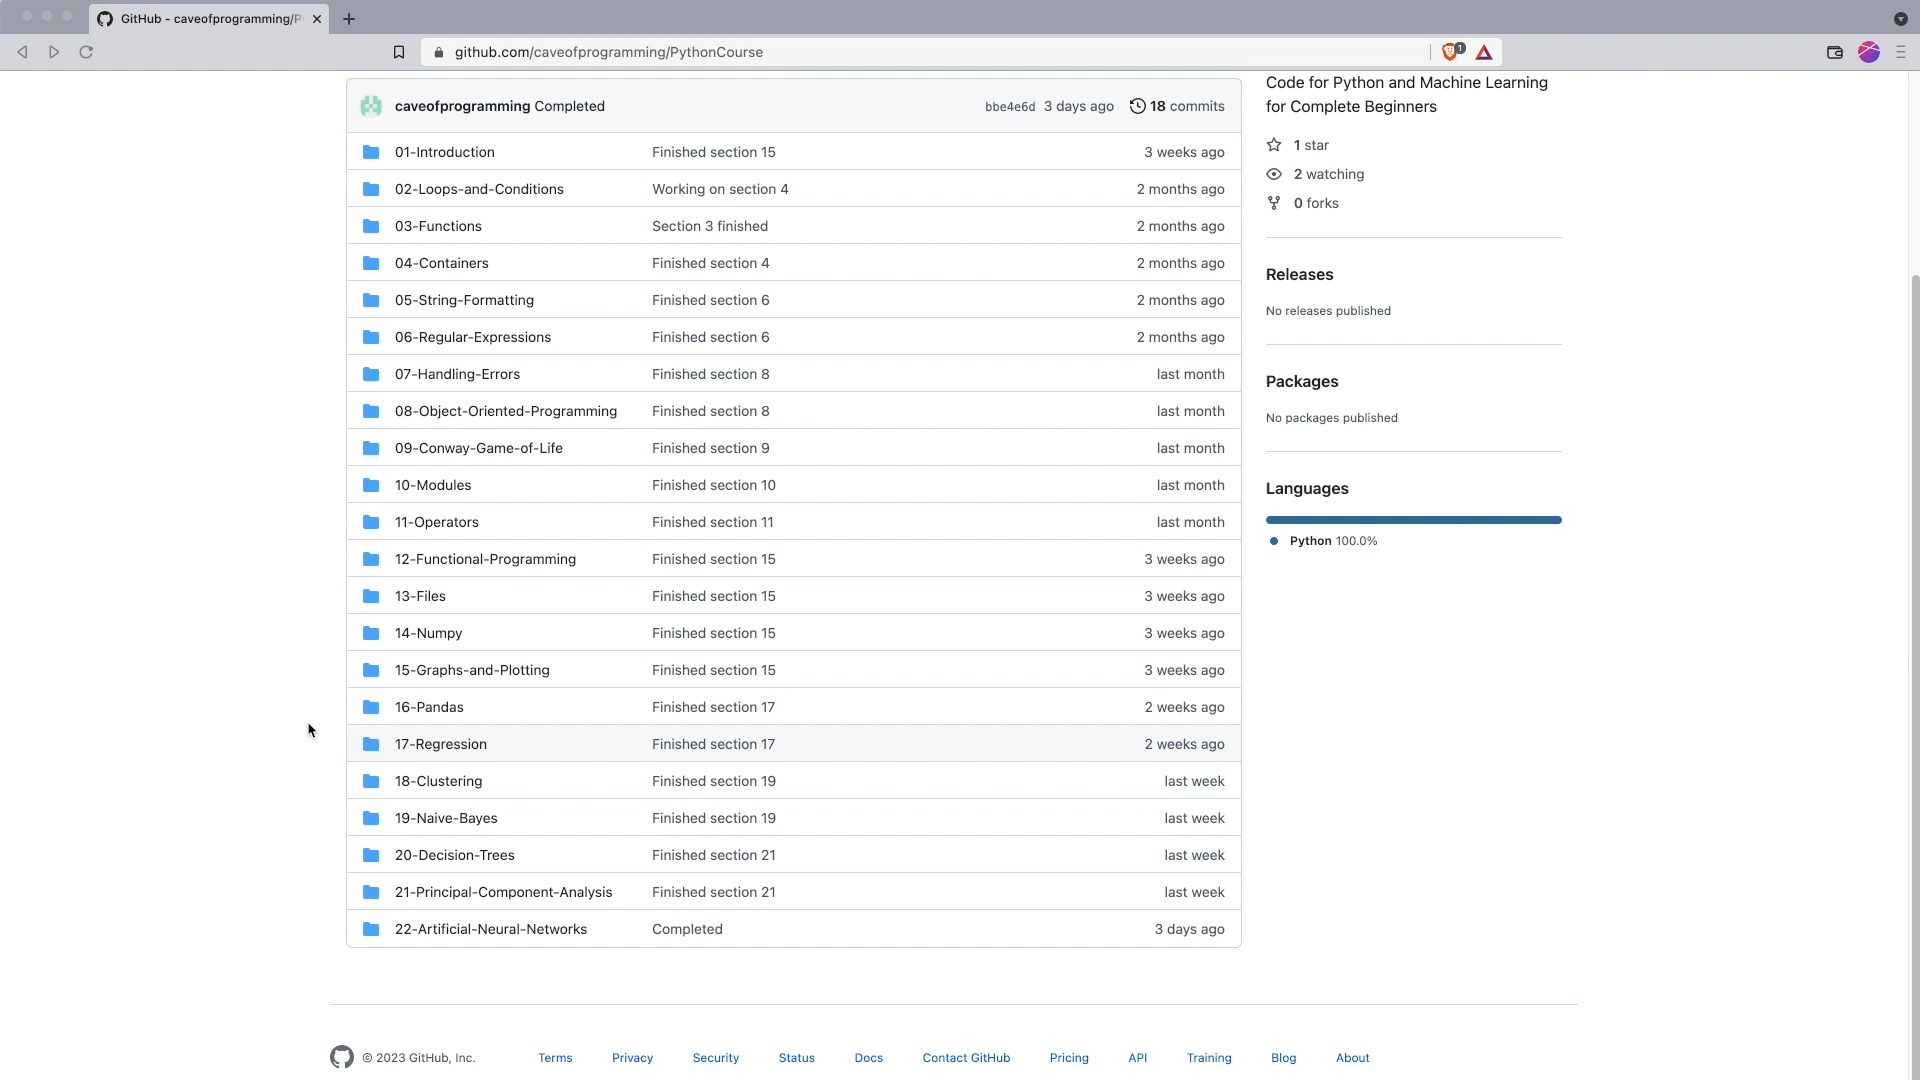 GitHub - caveofprogramming/P
github.com/caveofprogramming/PythonCourse
1
caveofprogramming Completed bbe4e6d 3 days ago 18 commits
01-Introduction Finished section 15 3 weeks ago
02-Loops-and-Conditions Working on section 4 2 months ago
03-Functions Section 3 finished 2 months ago
04-Containers Finished section 4 2 months ago
05-String-Formatting Finished section 6 2 months ago
06-Regular-Expressions Finished section 6 2 months ago
07-Handling-Errors Finished section 8 last month
08-Object-Oriented-Programming Finished section 8 last month
09-Conway-Game-of-Life Finished section 9 last month
10-Modules Finished section 10 last month
11-Operators Finished section 11 last month
12-Functional-Programming Finished section 15 3 weeks ago
13-Files Finished section 15 3 weeks ago
14-Numpy Finished section 15 3 weeks ago
15-Graphs-and-Plotting Finished section 15 3 weeks ago
16-Pandas Finished section 17 2 weeks ago
17-Regression Finished section 17 2 weeks ago
18-Clustering Finished section 19 last week
19-Naive-Bayes Finished section 19 last week
20-Decision-Trees Finished section 21 last week
21-Principal-Component-Analysis Finished section 21 last week
22-Artificial-Neural-Networks Completed 3 days ago
Code for Python and Machine Learning
for Complete Beginners
1 star
2 watching
0 forks
Releases
No releases published
Packages
No packages published
Languages
Python 100.0%
© 2023 GitHub, Inc. Terms Privacy Security Status Docs Contact GitHub Pricing API Training Blog About